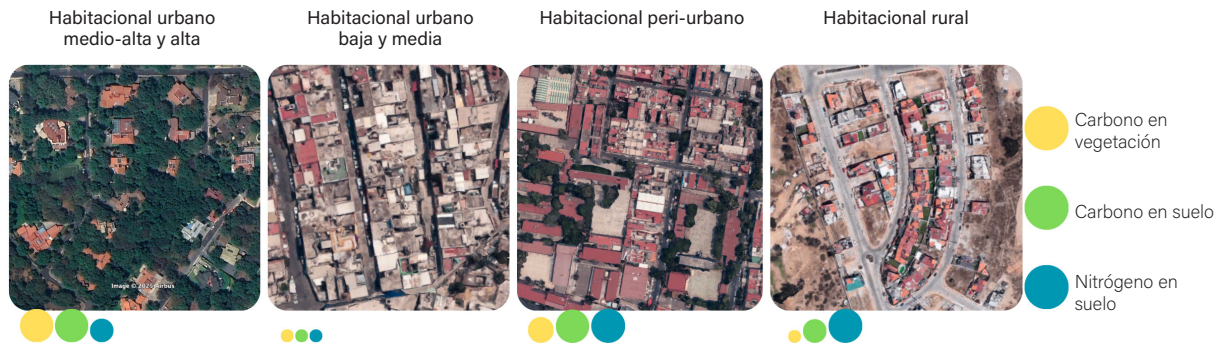 Habitacional urbano
medio-alta y alta
Habitacional urbano
baja y media
Habitacional peri-urbano
Habitacional rural
Image © 2025 Airbus
Carbono en
vegetación
Carbono en suelo
Nitrógeno en
suelo